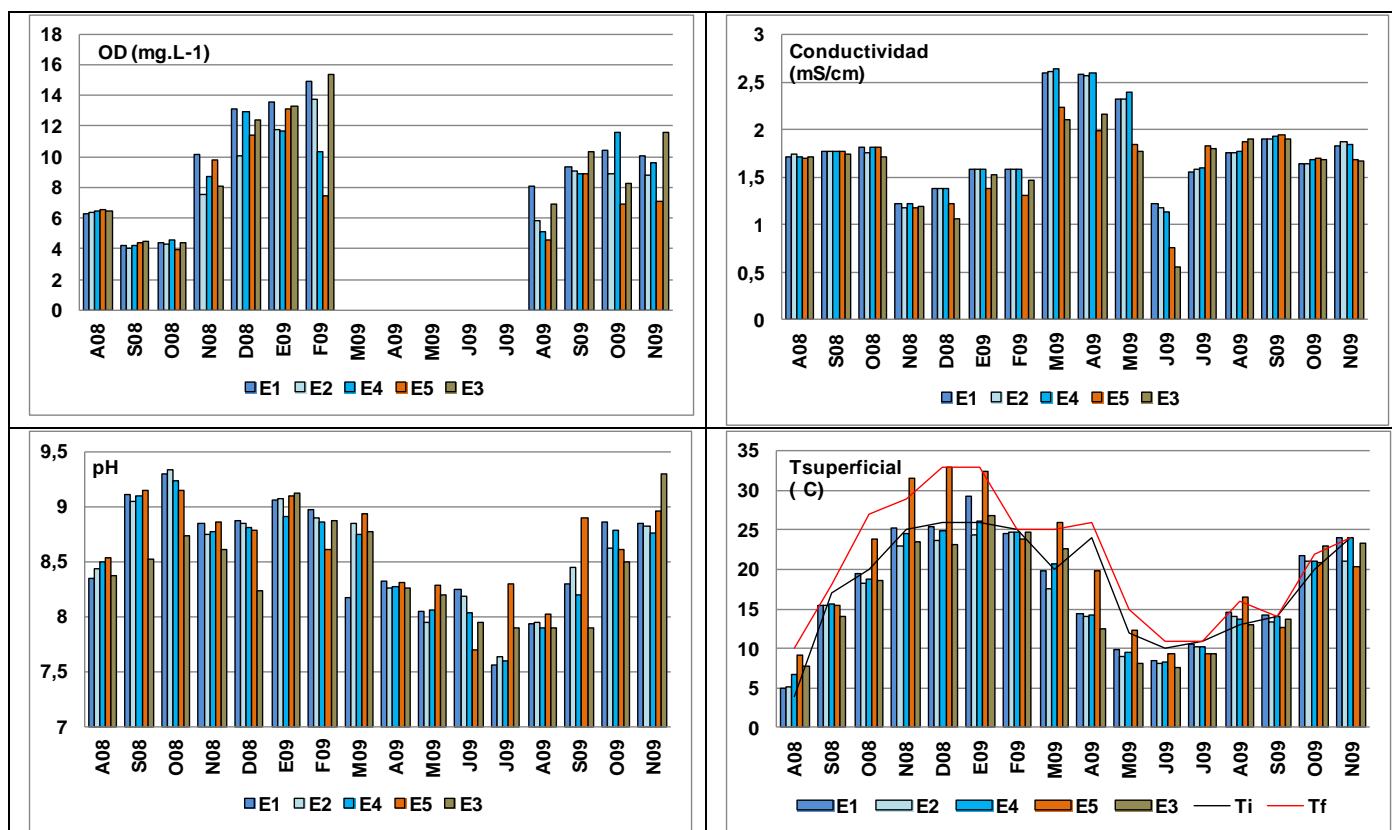 OD (mg.L-1)
18
16
14
12
10
8
6
4
2
0
A08 S08 O08 N08 D08 E09 F09 M09 A09 M09 J09 J09 A09 S09 O09 N09
E1 E2 E4 E5 E3
Conductividad
(mS/cm)
3
2,5
2
1,5
1
0,5
0
A08 S08 O08 N08 D08 E09 F09 M09 A09 M09 J09 J09 A09 S09 O09 N09
E1 E2 E4 E5 E3
pH
9,5
9
8,5
8
7,5
7
A08 S08 O08 N08 D08 E09 F09 M09 A09 M09 J09 J09 A09 S09 O09 N09
E1 E2 E4 E5 E3
Tsuperficial
( C)
35
30
25
20
15
10
5
0
A08 S08 O08 N08 D08 E09 F09 M09 A09 M09 J09 J09 A09 S09 O09 N09
E1 E2 E4 E5 E3 Ti Tf